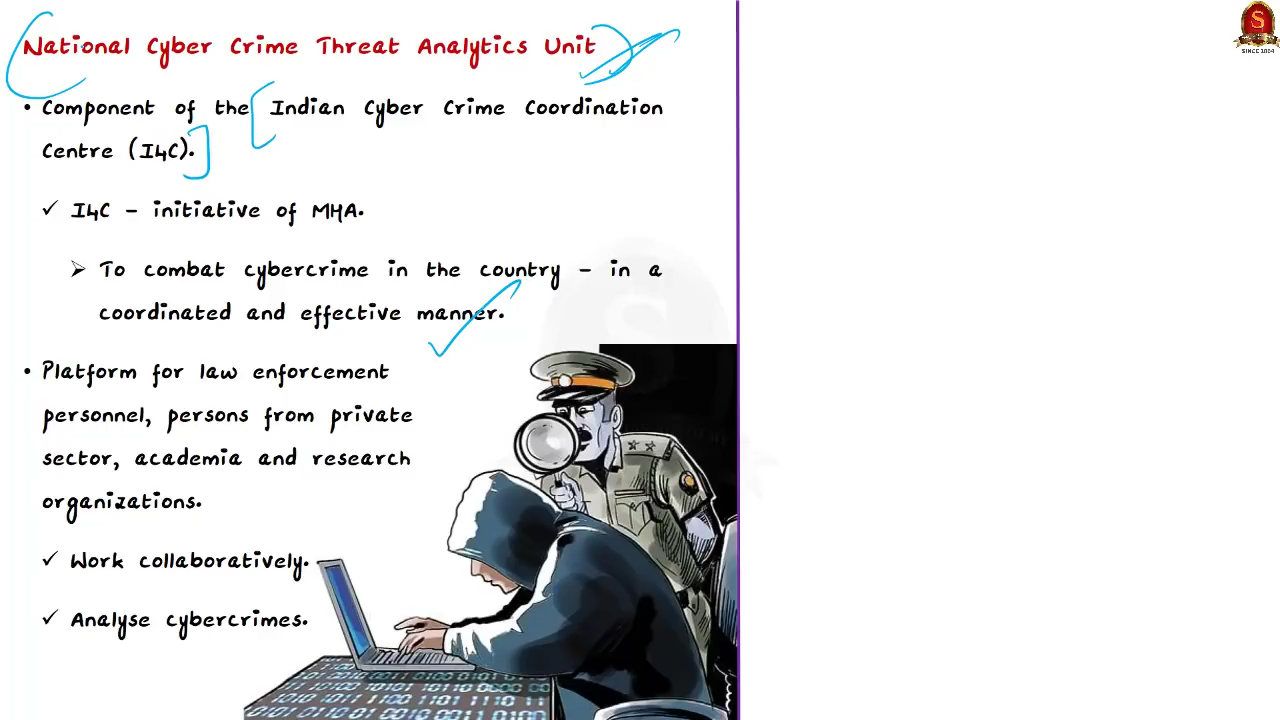 National Cyber Crime Threat Analytics Unit
• Component of the Indian Cyber Crime Coordination
Centre (I4C).
✓ I4C – initiative of MHA.
➢ To combat cybercrime in the country – in a
coordinated and effective manner.
• Platform for law enforcement
personnel, persons from private
sector, academia and research
organizations.
✓ Work collaboratively.
✓ Analyse cybercrimes.
S
SINCE 2004